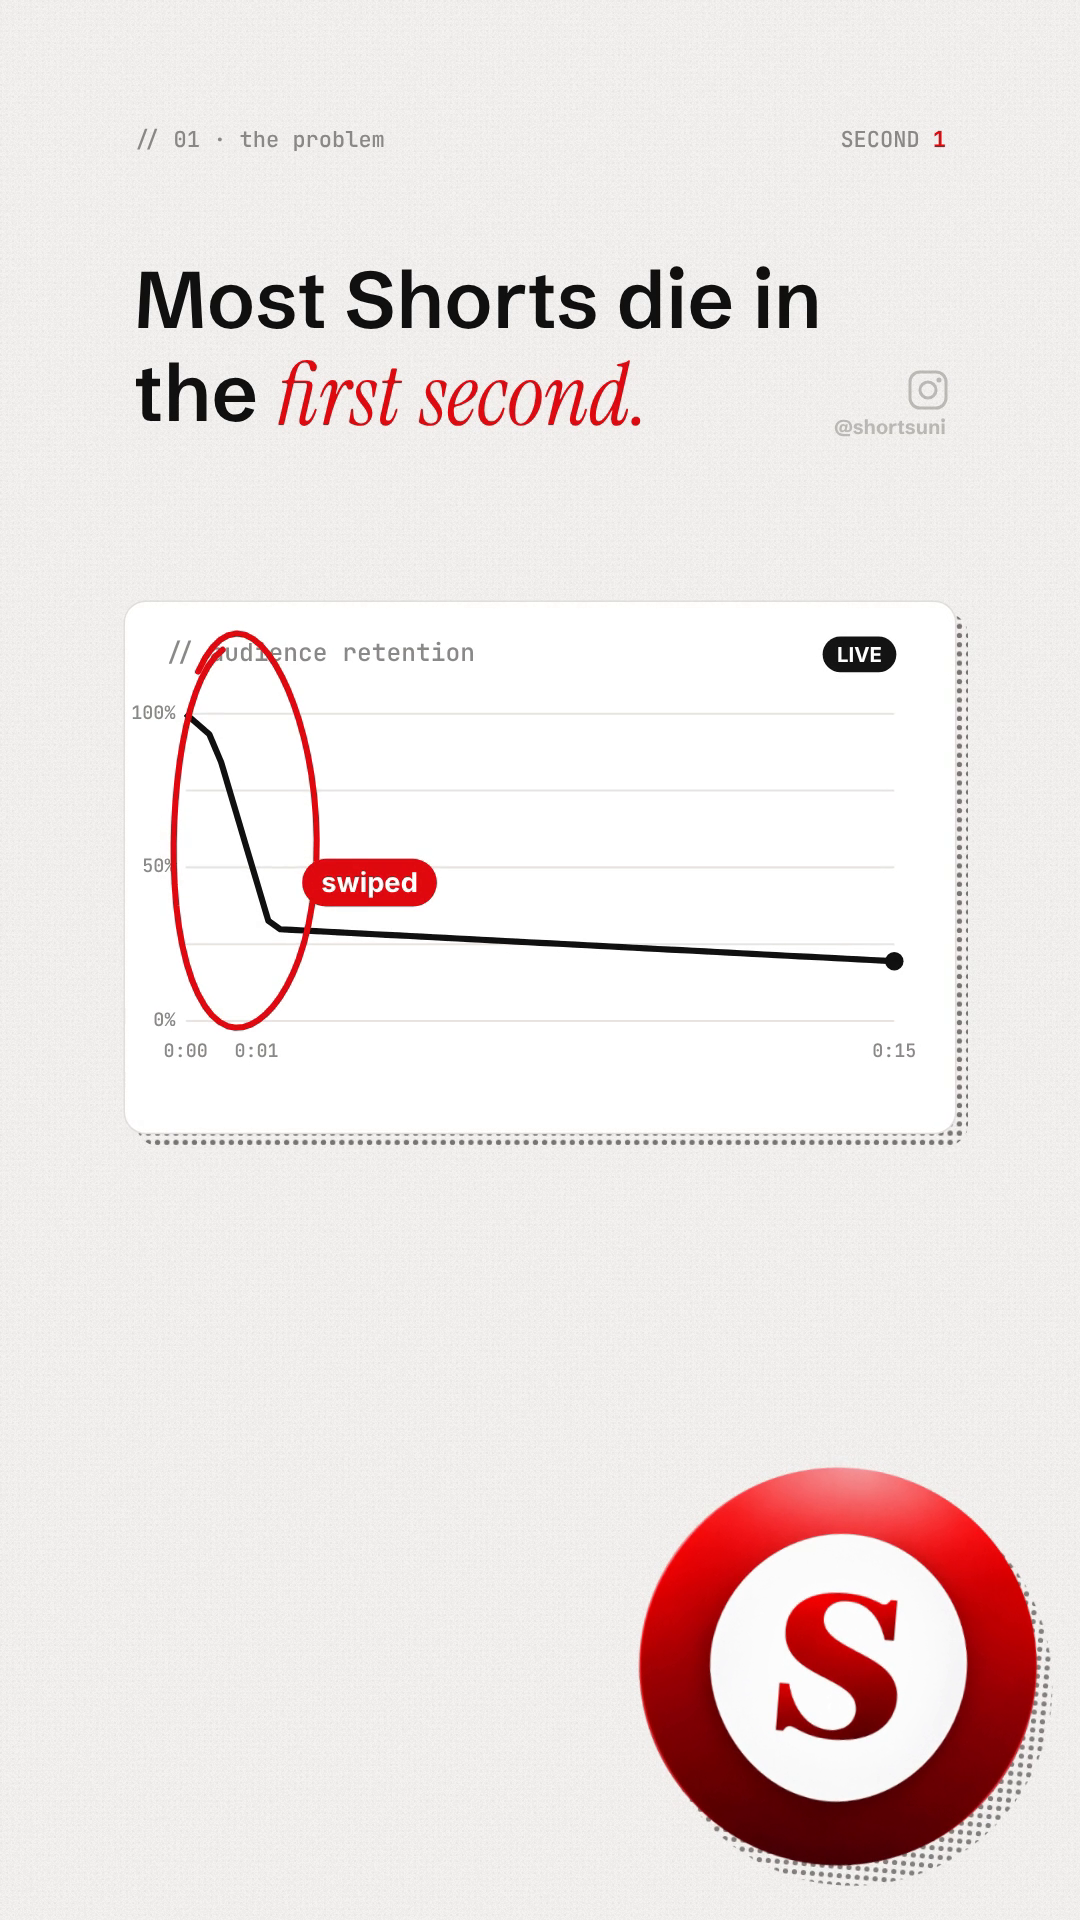 // 01 · the problem
SECOND 1
Most Shorts die in
the first second.
@shortsuni
// audience retention
LIVE
100%
50%
swiped
0%
0:00 0:01 0:15
S